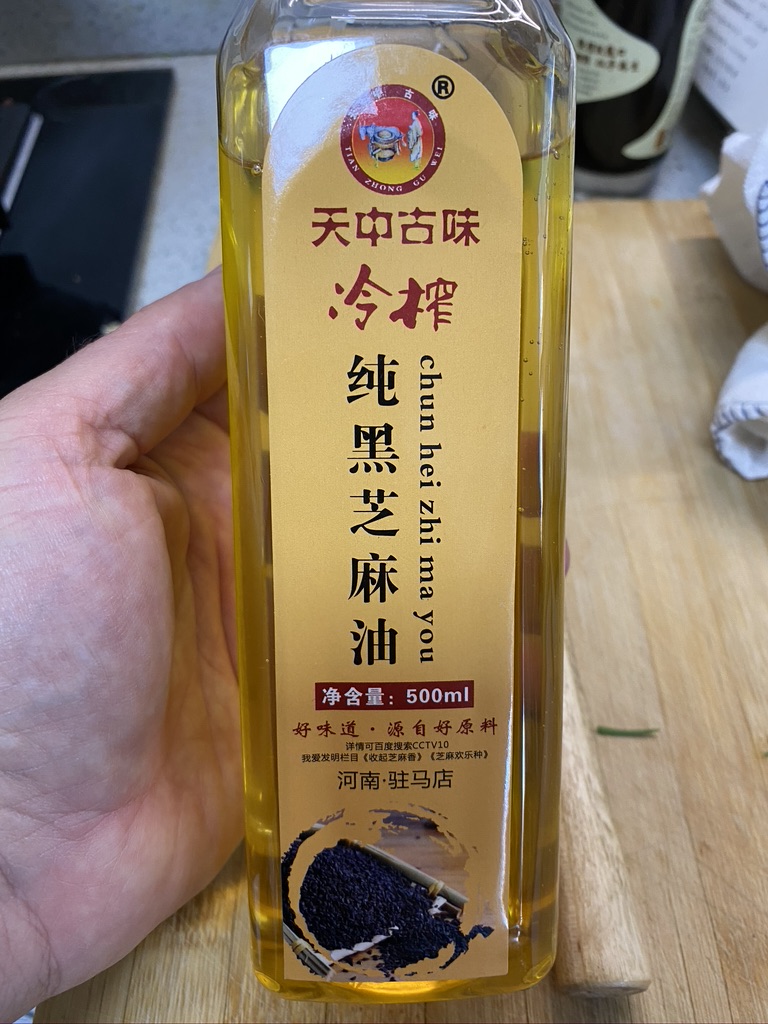 ®
TIAN ZHONG GU WEI
天中古味
冷榨
纯黑芝麻油
chun hei zhi ma you
净含量：500ml
好味道·源自好原料
详情可百度搜索CCTV10
我爱发明栏目《收起芝麻香》《芝麻欢乐种》
河南·驻马店